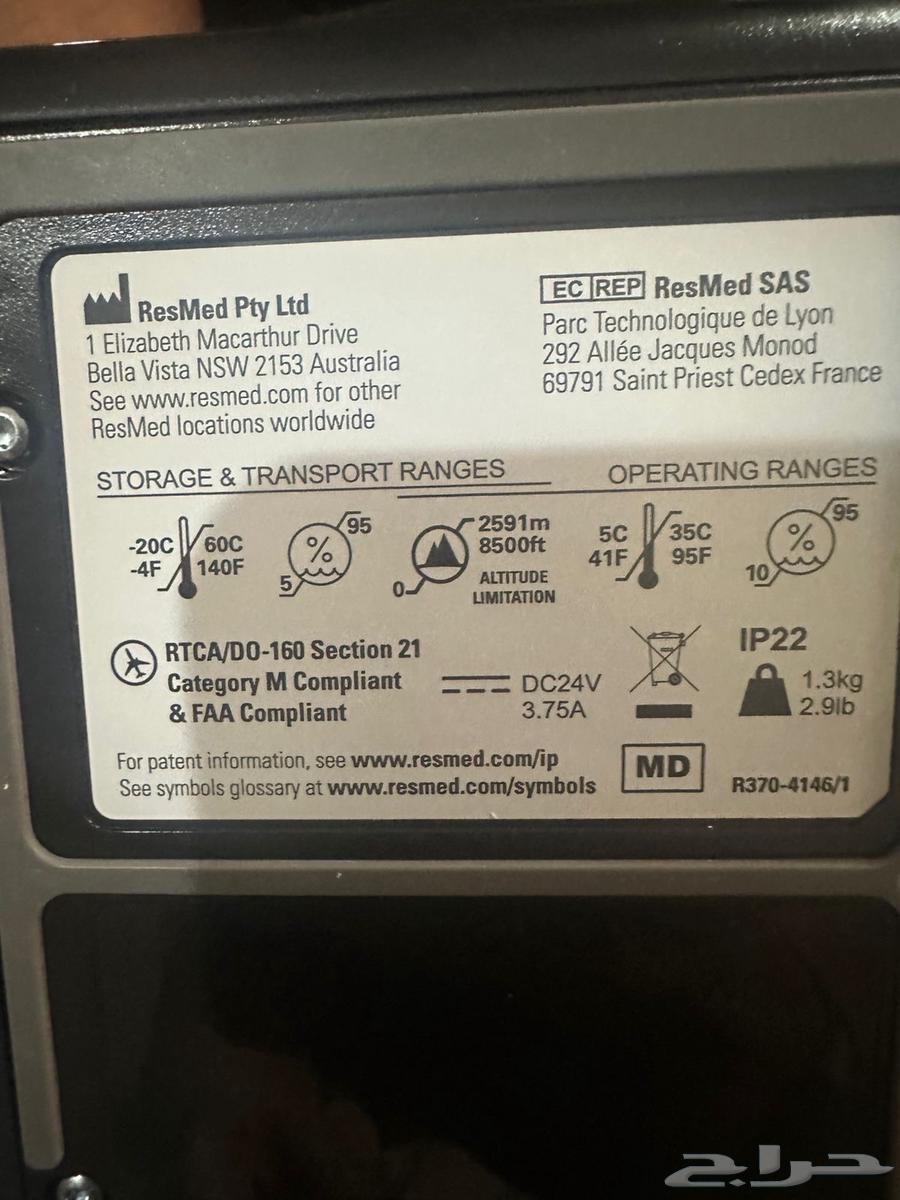 ResMed Pty Ltd
1 Elizabeth Macarthur Drive
Bella Vista NSW 2153 Australia
See www.resmed.com for other
ResMed locations worldwide
EC REP ResMed SAS
Parc Technologique de Lyon
292 Allée Jacques Monod
69791 Saint Priest Cedex France
STORAGE & TRANSPORT RANGES
-20C 60C
-4F 140F
% 95
5
2591m
8500ft
0
ALTITUDE
LIMITATION
OPERATING RANGES
5C 35C
41F 95F
% 95
10
RTCA/DO-160 Section 21
Category M Compliant
& FAA Compliant
DC24V
3.75A
IP22
1.3kg
2.9lb
For patent information, see www.resmed.com/ip
See symbols glossary at www.resmed.com/symbols
MD
R370-4146/1
حراج